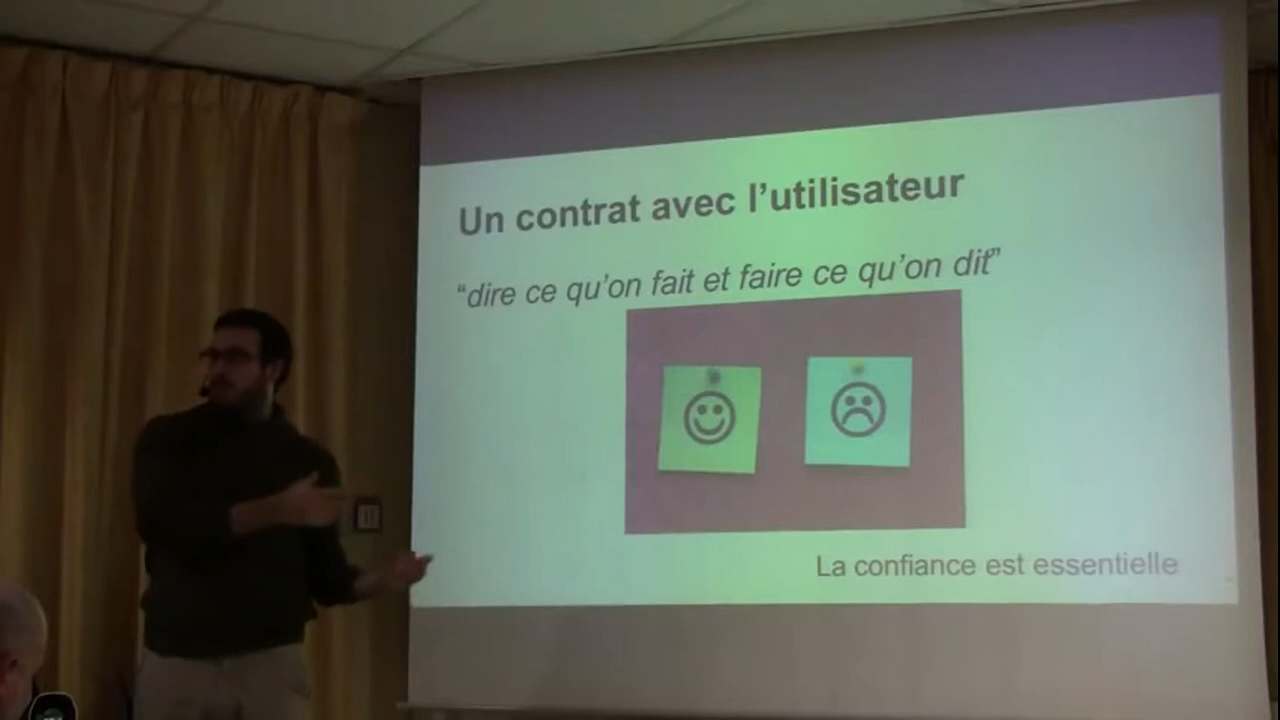 Un contrat avec l’utilisateur
“dire ce qu’on fait et faire ce qu’on dit”
La confiance est essentielle